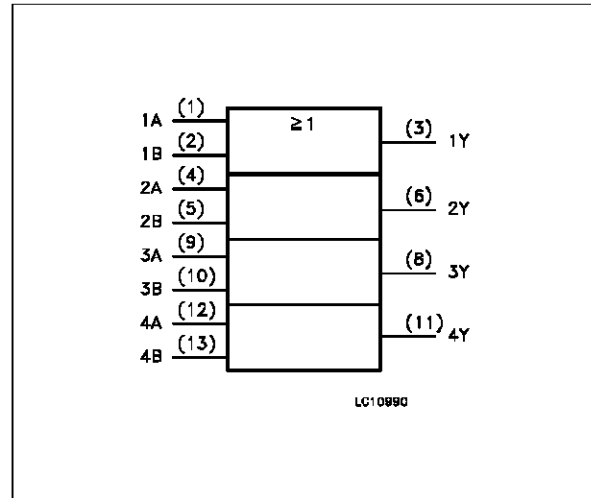 (1)
1A
≥1
(3)
1Y
(2)
1B
(4)
2A
(6)
2Y
(5)
2B
(9)
3A
(8)
3Y
(10)
3B
(12)
4A
(11)
4Y
(13)
4B
LC10990